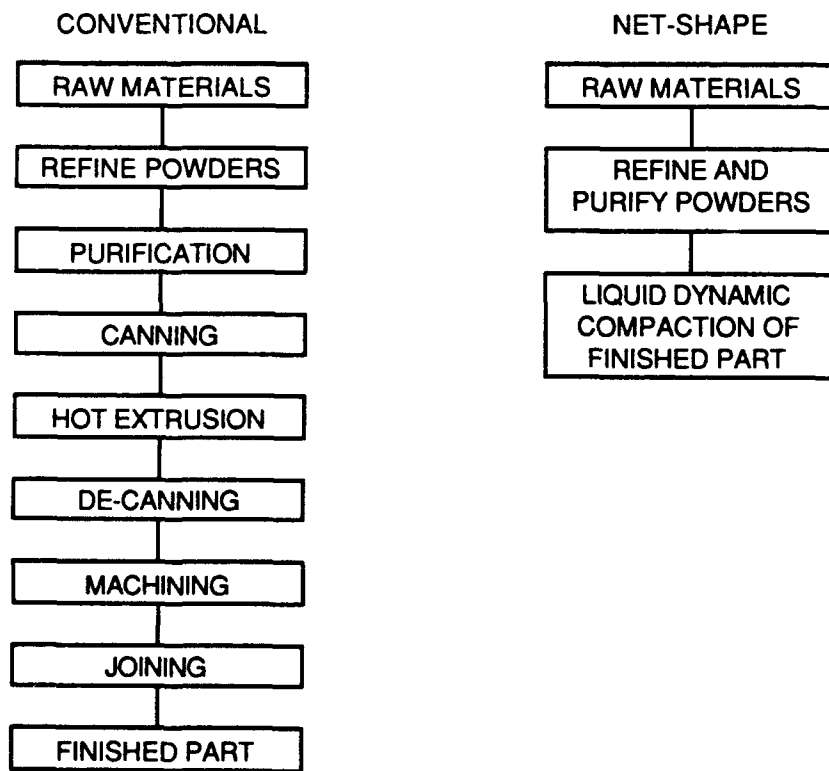 CONVENTIONAL
RAW MATERIALS
REFINE POWDERS
PURIFICATION
CANNING
HOT EXTRUSION
DE-CANNING
MACHINING
JOINING
FINISHED PART
NET-SHAPE
RAW MATERIALS
REFINE AND
PURIFY POWDERS
LIQUID DYNAMIC
COMPACTION OF
FINISHED PART